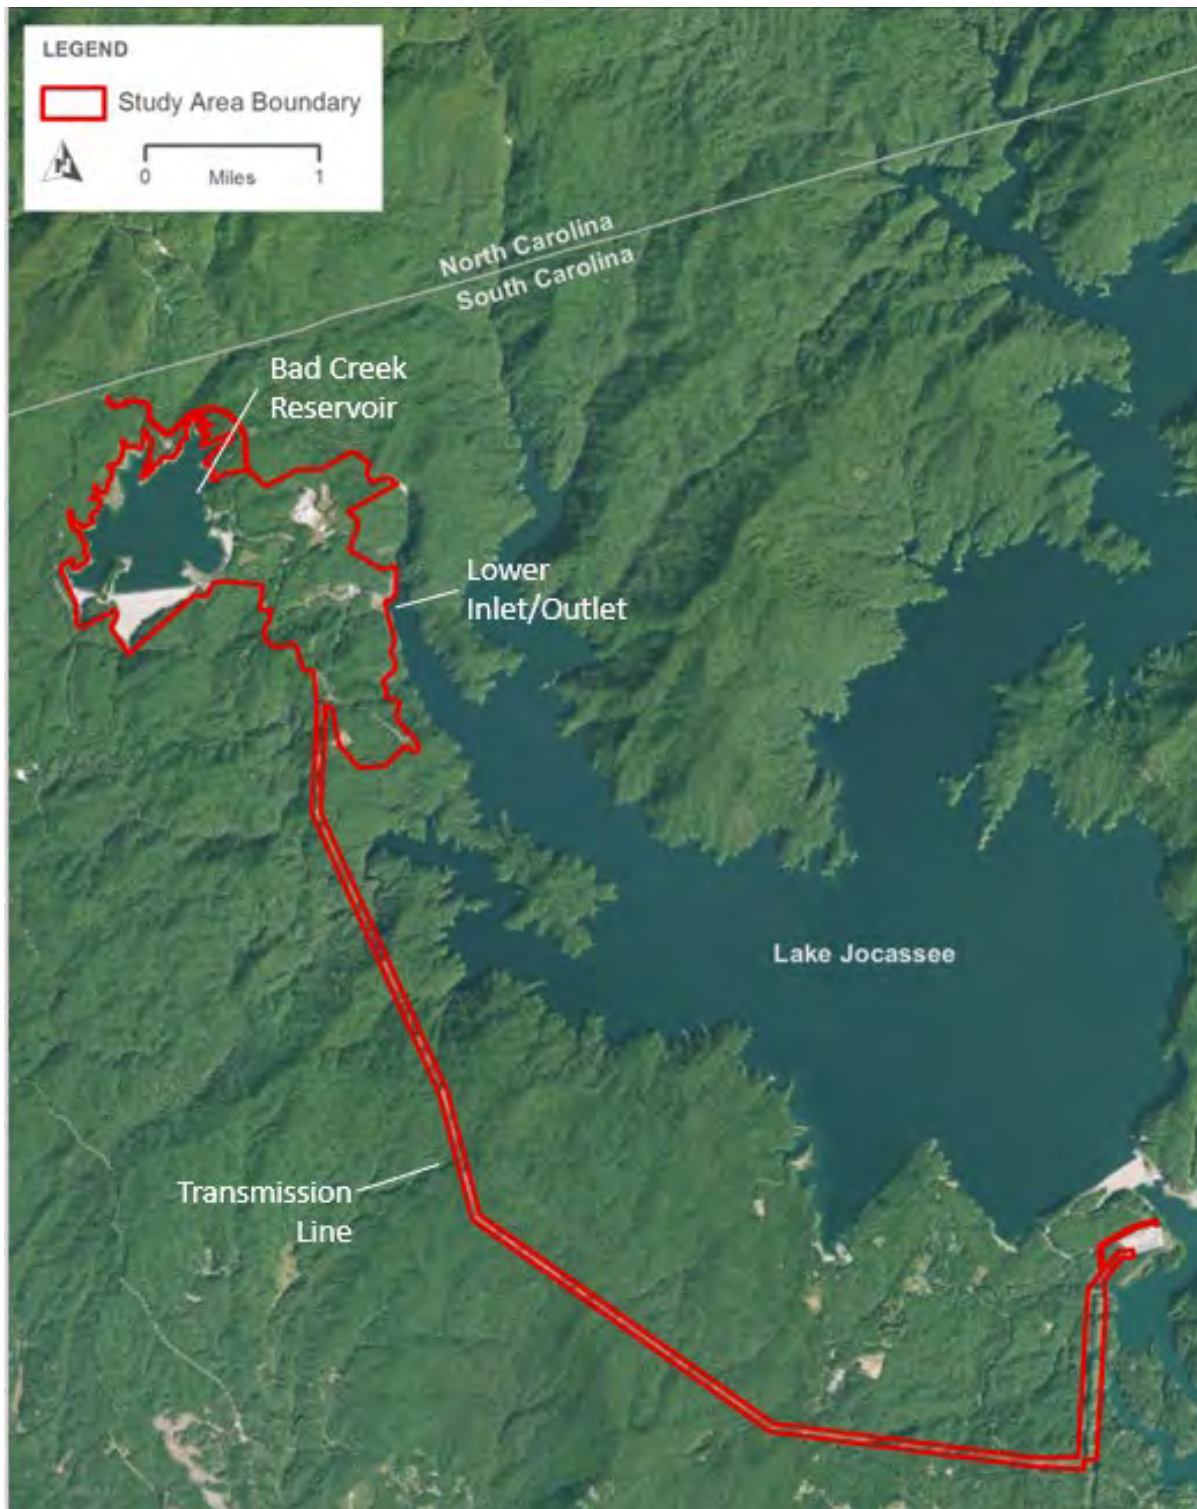 LEGEND
Study Area Boundary
N
0 Miles 1
North Carolina
South Carolina
Bad Creek
Reservoir
Lower
Inlet/Outlet
Lake Jocassee
Transmission
Line